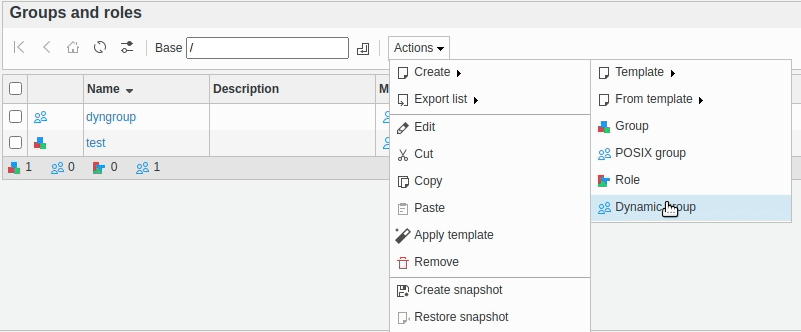 Groups and roles
Base / Actions
Name Description M
dyngroup
test
1 0 0 1
Create
Export list
Edit
Cut
Copy
Paste
Apply template
Remove
Create snapshot
Restore snapshot
Template
From template
Group
POSIX group
Role
Dynamic group